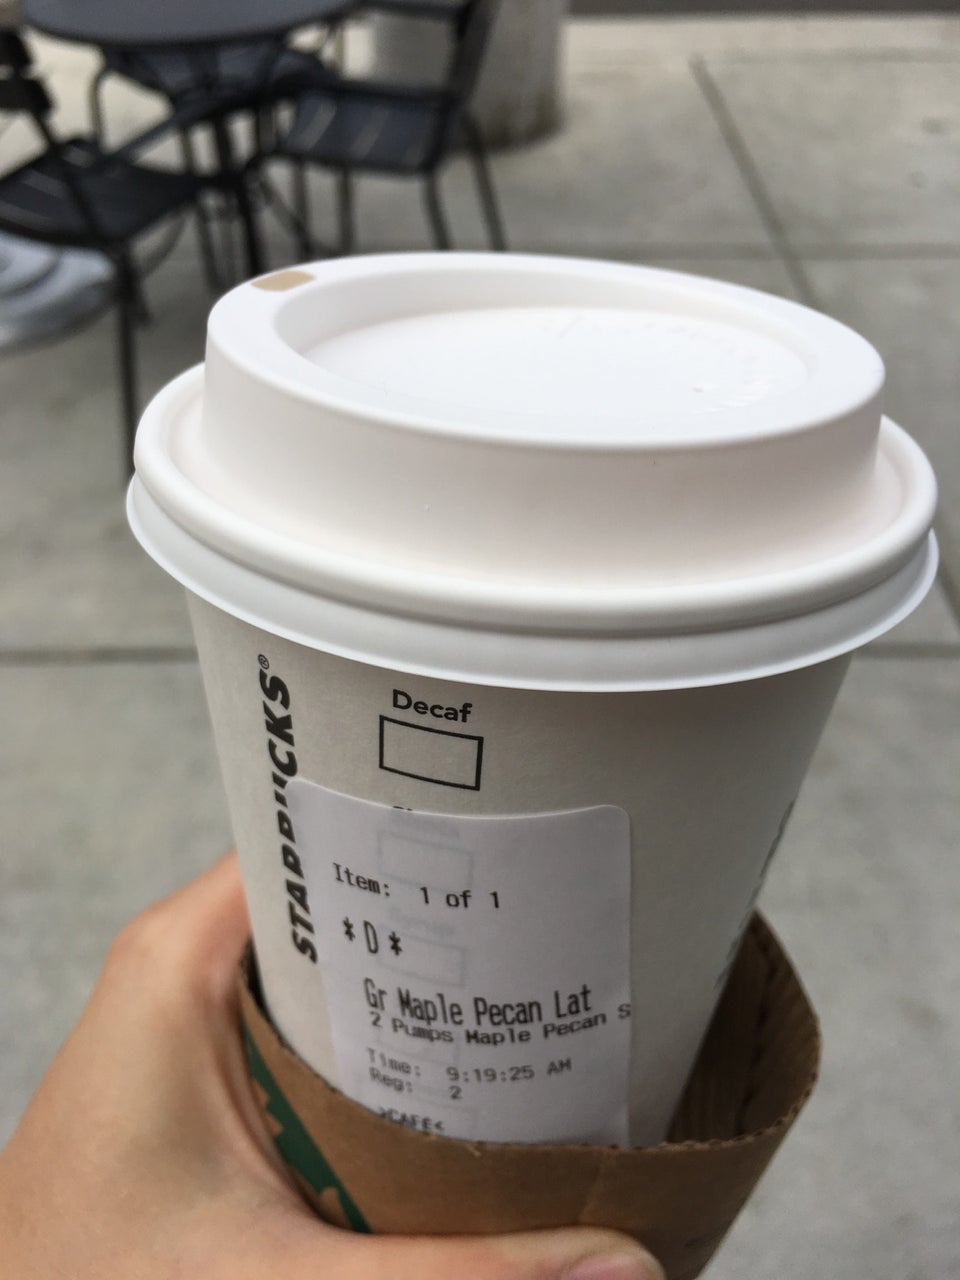 STARBUCKS®
Decaf
Item: 1 of 1
*D*
Gr Maple Pecan Lat
2 Pumps Maple Pecan S
Time: 9:19:25 AM
Reg: 2
>CAFE<